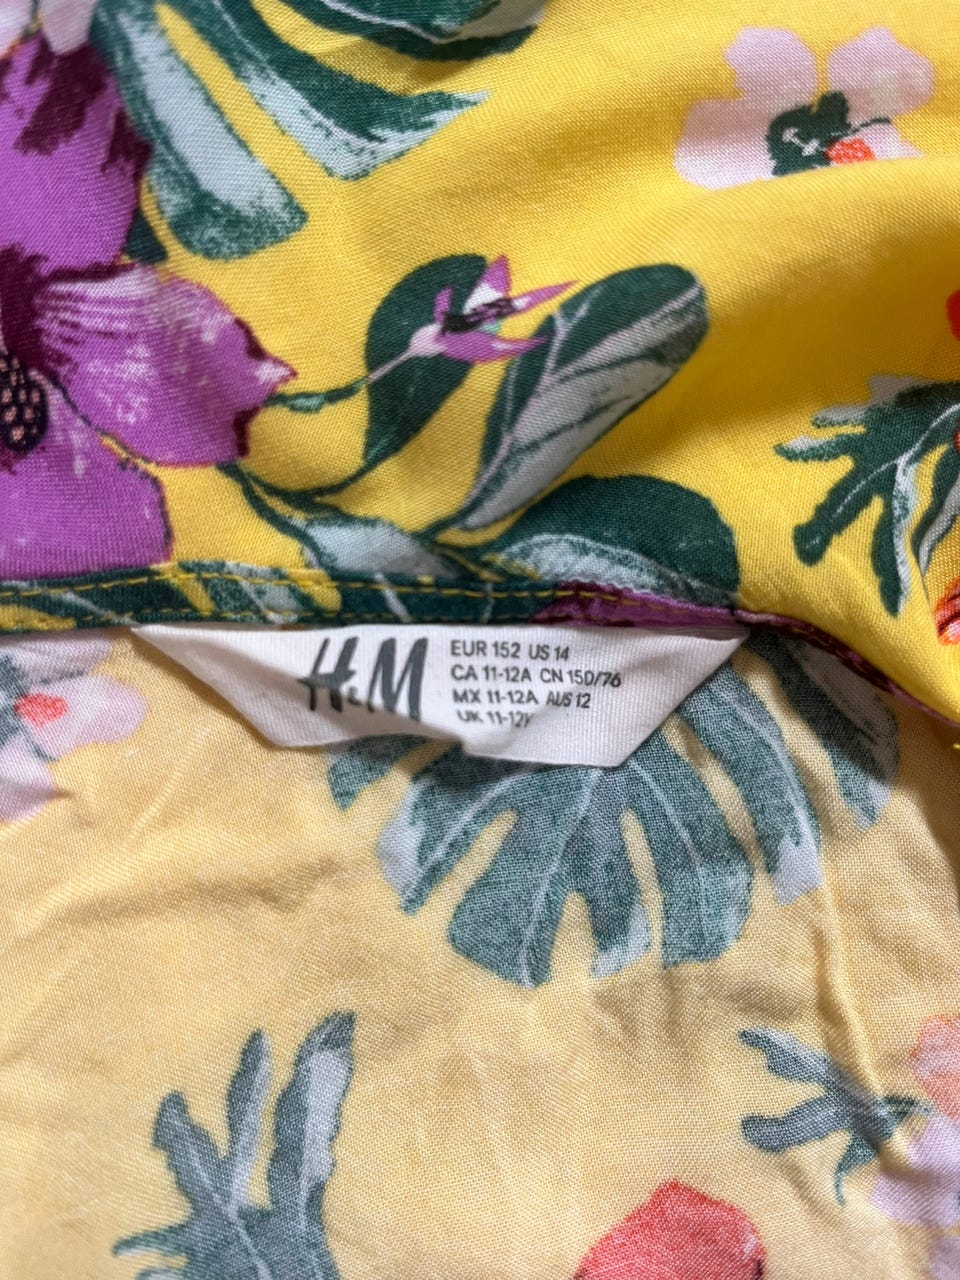 H&M
EUR 152 US 14
CA 11-12A CN 150/76
MX 11-12A AUS 12
UK 11-12Y